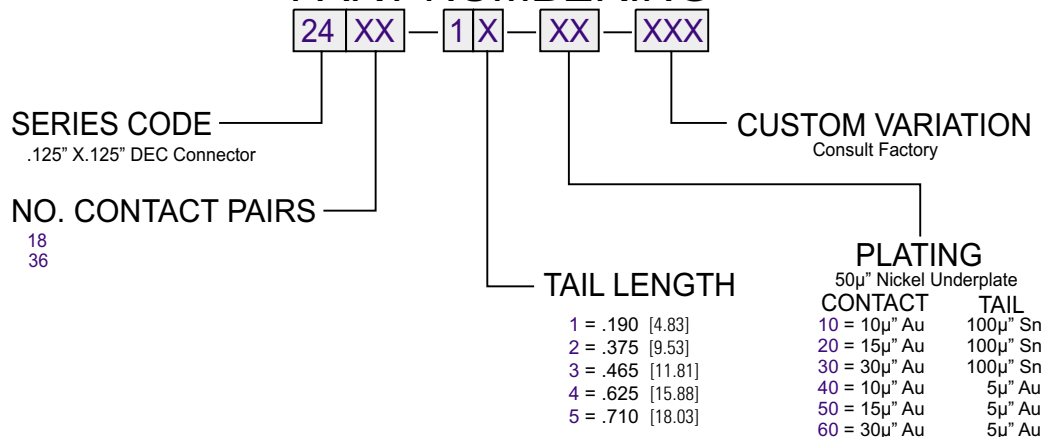 PART NUMBERING
24 XX — 1 X — XX — XXX
SERIES CODE
.125” X.125” DEC Connector
CUSTOM VARIATION
Consult Factory
NO. CONTACT PAIRS
18
36
TAIL LENGTH
1 = .190 [4.83]
2 = .375 [9.53]
3 = .465 [11.81]
4 = .625 [15.88]
5 = .710 [18.03]
PLATING
50µ” Nickel Underplate
CONTACT TAIL
10 = 10µ” Au 100µ” Sn
20 = 15µ” Au 100µ” Sn
30 = 30µ” Au 100µ” Sn
40 = 10µ” Au 5µ” Au
50 = 15µ” Au 5µ” Au
60 = 30µ” Au 5µ” Au